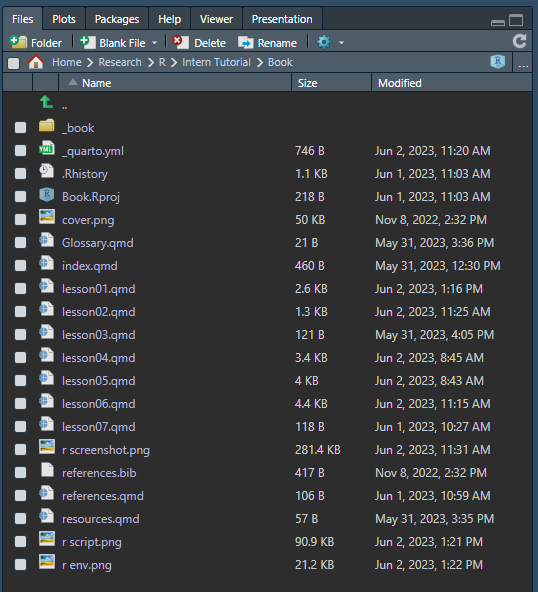 Files Plots Packages Help Viewer Presentation
Folder Blank File Delete Rename
Home > Research > R > Intern Tutorial > Book R ...
Name Size Modified
..
_book
YML _quarto.yml 746 B Jun 2, 2023, 11:20 AM
.Rhistory 1.1 KB Jun 1, 2023, 11:03 AM
R Book.Rproj 218 B Jun 1, 2023, 11:03 AM
cover.png 50 KB Nov 8, 2022, 2:32 PM
Glossary.qmd 21 B May 31, 2023, 3:36 PM
index.qmd 460 B May 31, 2023, 12:30 PM
lesson01.qmd 2.6 KB Jun 2, 2023, 1:16 PM
lesson02.qmd 1.3 KB Jun 2, 2023, 11:25 AM
lesson03.qmd 121 B May 31, 2023, 4:05 PM
lesson04.qmd 3.4 KB Jun 2, 2023, 8:45 AM
lesson05.qmd 4 KB Jun 2, 2023, 8:43 AM
lesson06.qmd 4.4 KB Jun 2, 2023, 11:15 AM
lesson07.qmd 118 B Jun 1, 2023, 10:27 AM
r screenshot.png 281.4 KB Jun 2, 2023, 11:31 AM
references.bib 417 B Nov 8, 2022, 2:32 PM
references.qmd 106 B Jun 1, 2023, 10:59 AM
resources.qmd 57 B May 31, 2023, 3:35 PM
r script.png 90.9 KB Jun 2, 2023, 1:21 PM
r env.png 21.2 KB Jun 2, 2023, 1:22 PM